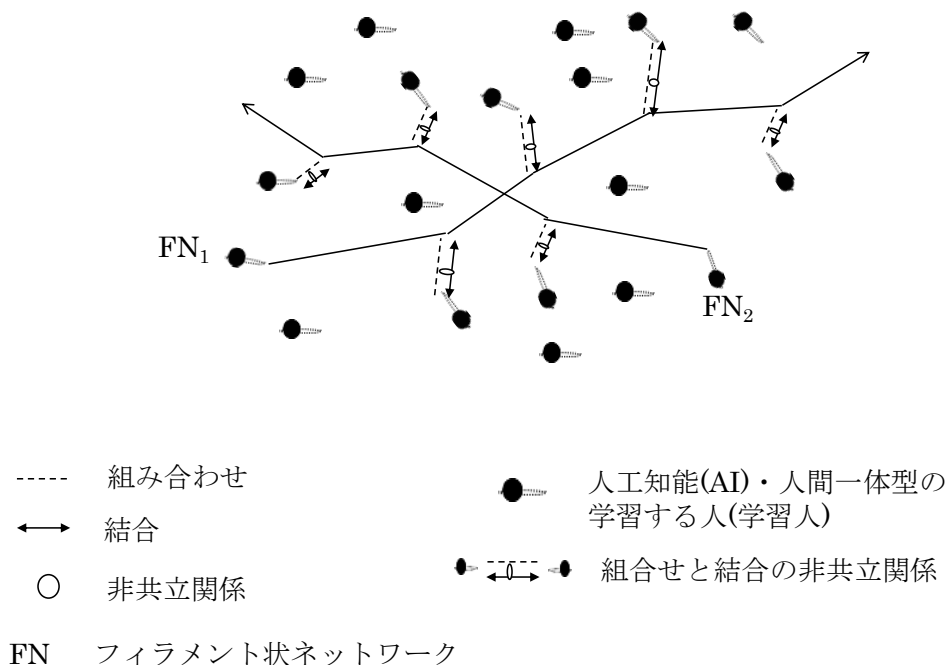 FN₁
FN₂
組み合わせ
結合
非共立関係
FN フィラメント状ネットワーク
人工知能(AI)・人間一体型の
学習する人(学習人)
組合せと結合の非共立関係